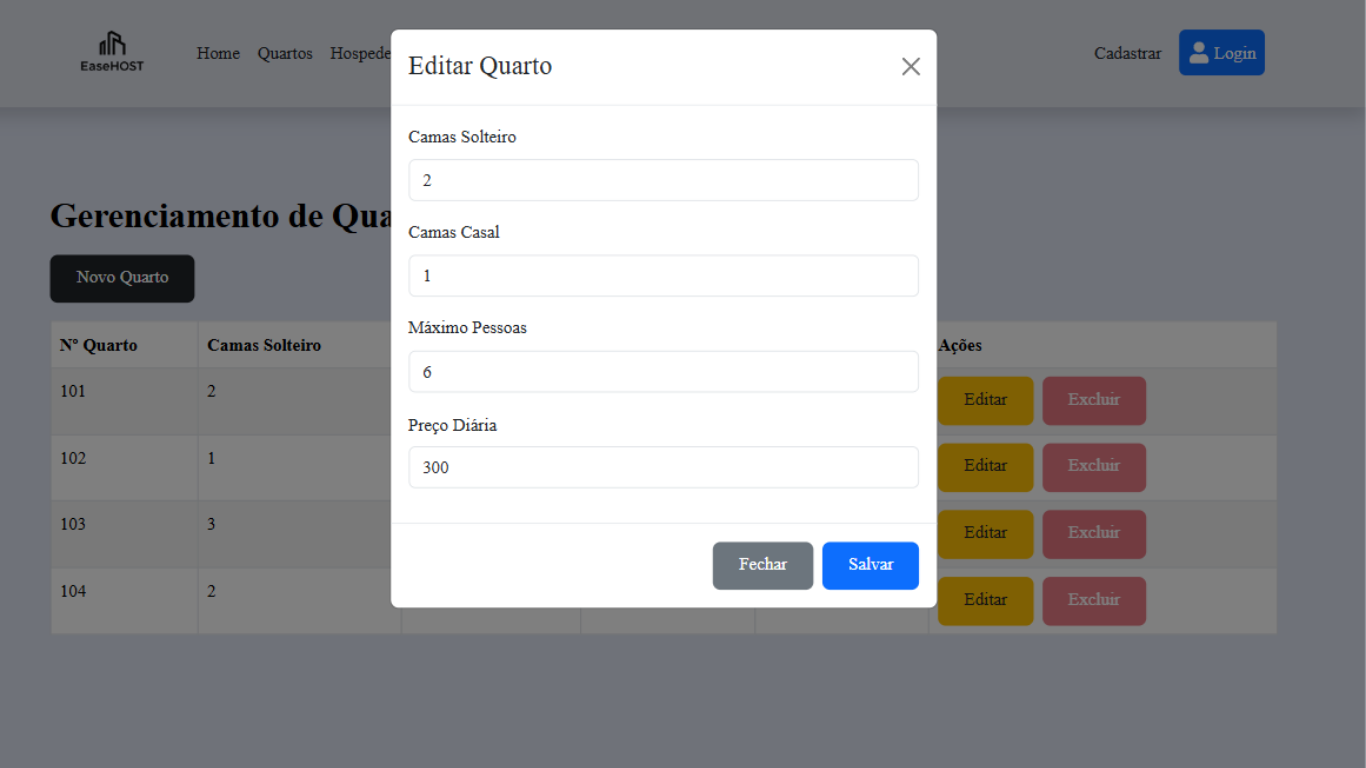 EaseHOST
Home Quartos Hospede
Cadastrar
Login
Editar Quarto
Camas Solteiro
2
Camas Casal
1
Máximo Pessoas
6
Preço Diária
300
Fechar Salvar
Gerenciamento de Qua
Novo Quarto
Nº Quarto Camas Solteiro Ações
101 2 Editar Excluir
102 1 Editar Excluir
103 3 Editar Excluir
104 2 Editar Excluir